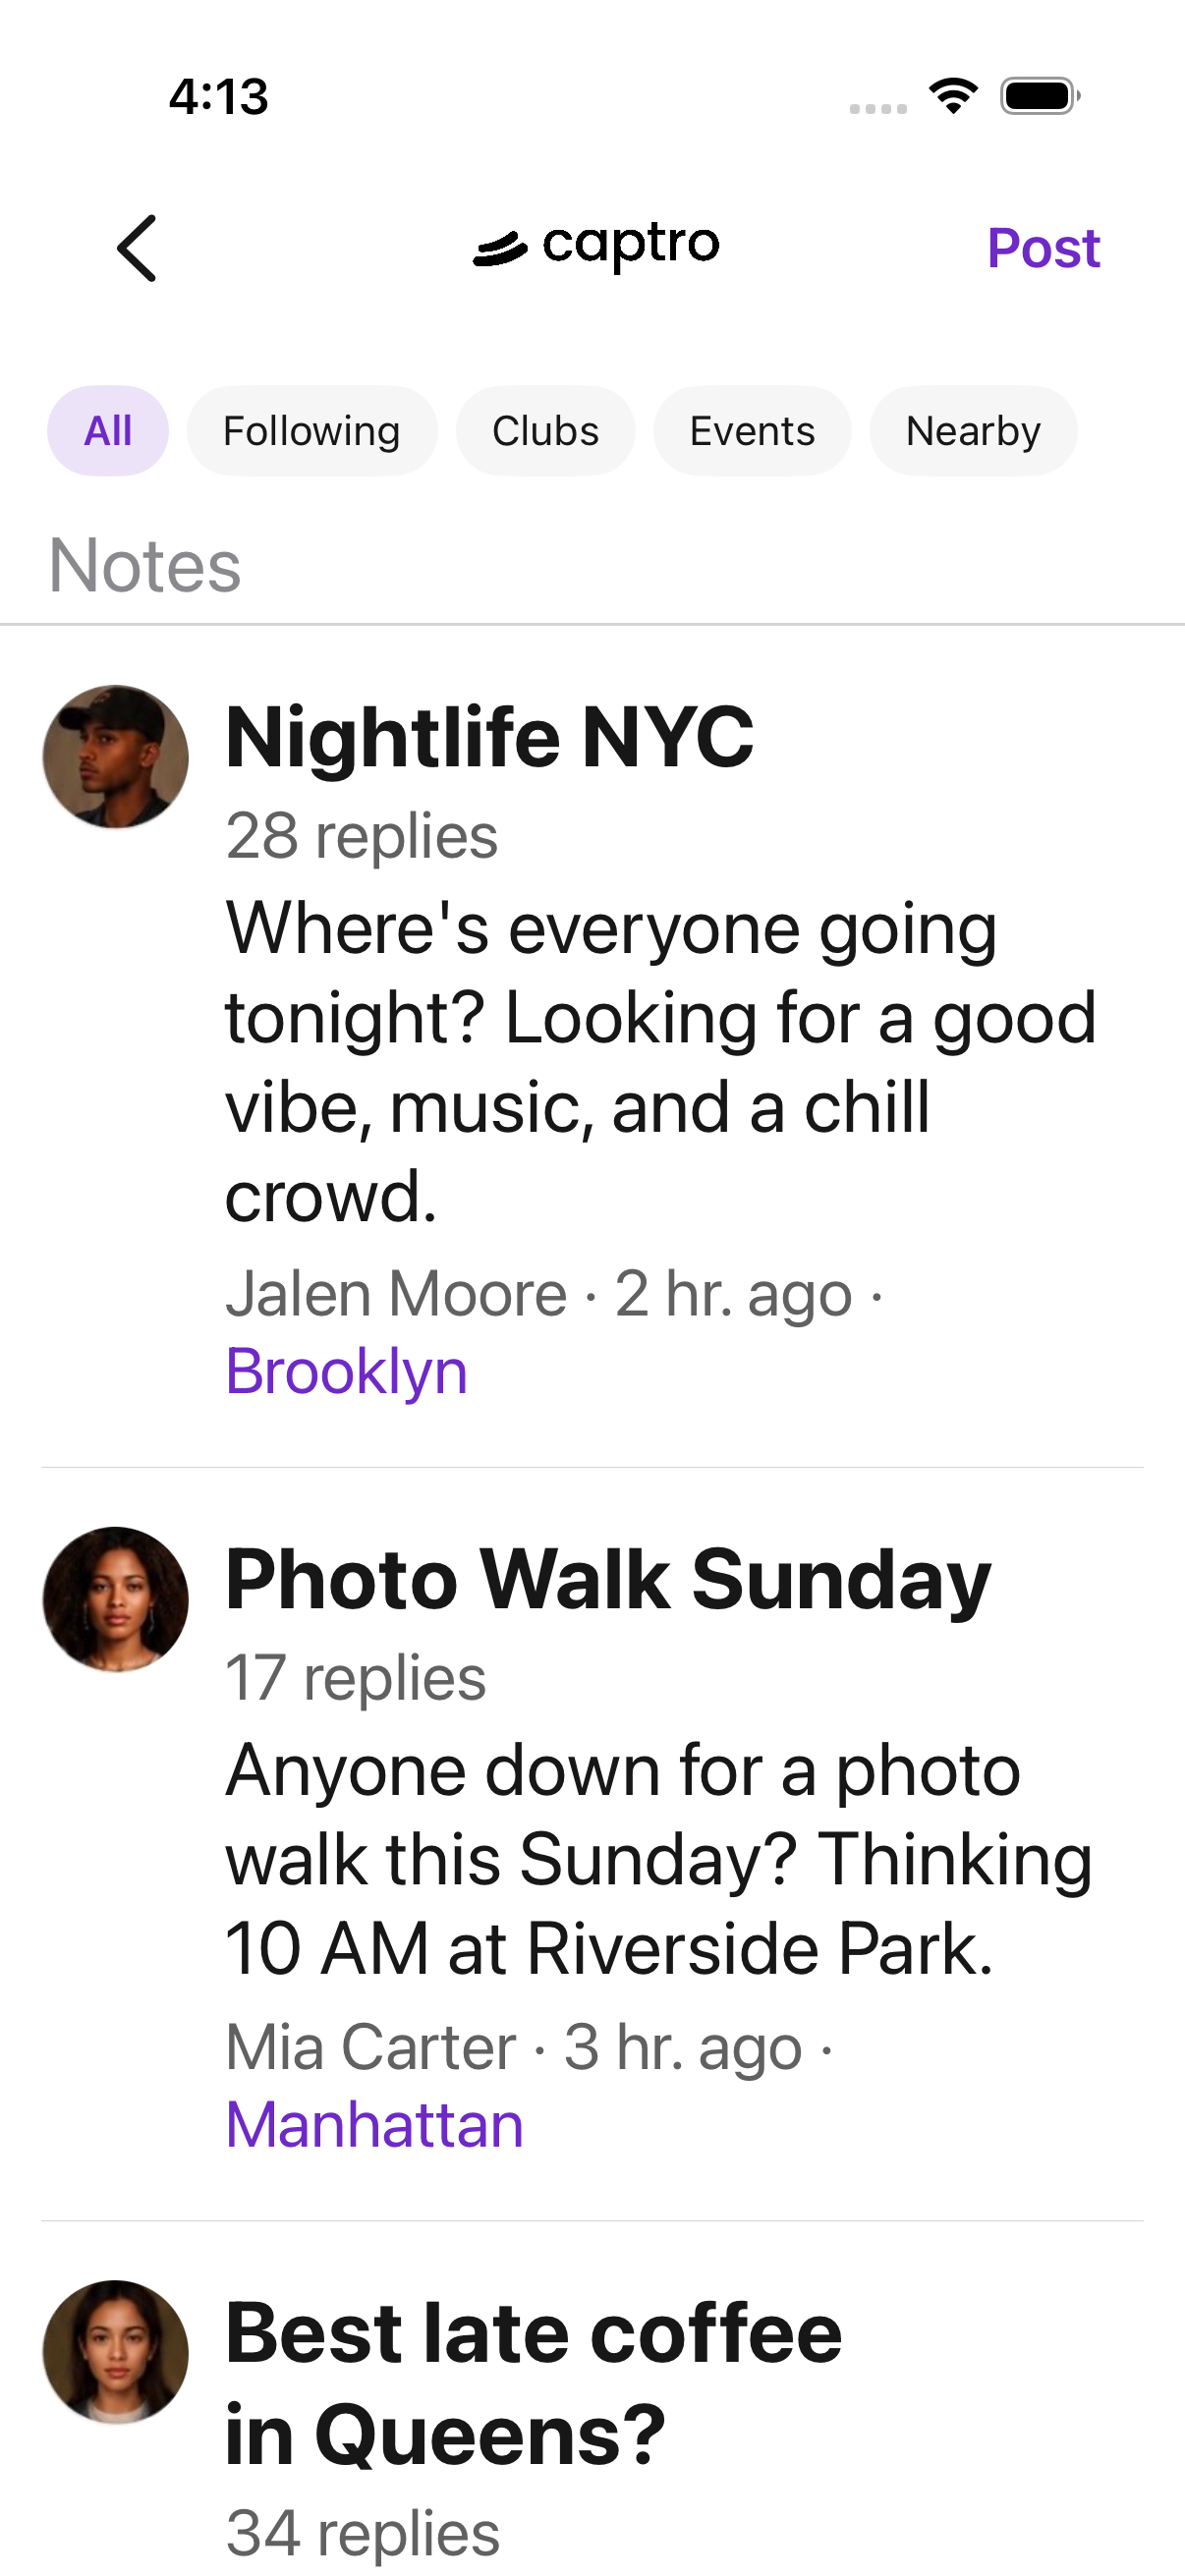 4:13
captro
Post
All
Following
Clubs
Events
Nearby
Notes
Nightlife NYC
28 replies
Where's everyone going
tonight? Looking for a good
vibe, music, and a chill
crowd.
Jalen Moore · 2 hr. ago ·
Brooklyn
Photo Walk Sunday
17 replies
Anyone down for a photo
walk this Sunday? Thinking
10 AM at Riverside Park.
Mia Carter · 3 hr. ago ·
Manhattan
Best late coffee
in Queens?
34 replies